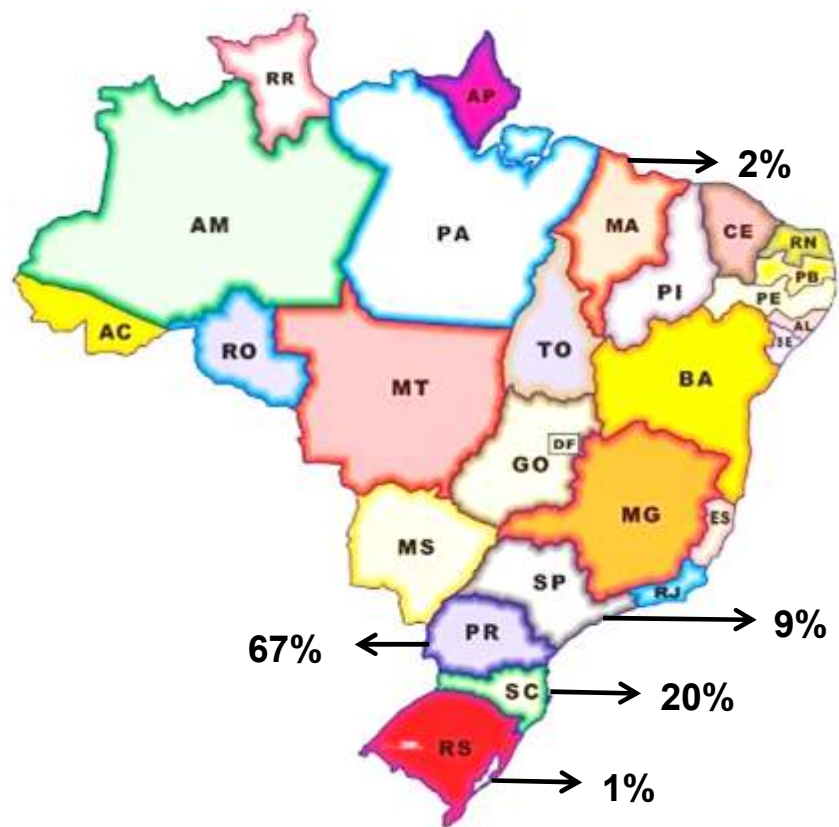 RR
AP
2%
AM
PA
MA
CE
RN
PB
PI
PE
AC
AL
RO
TO
SE
MT
BA
DF
GO
MG
ES
MS
SP
RJ
9%
PR
67%
SC
20%
RS
1%